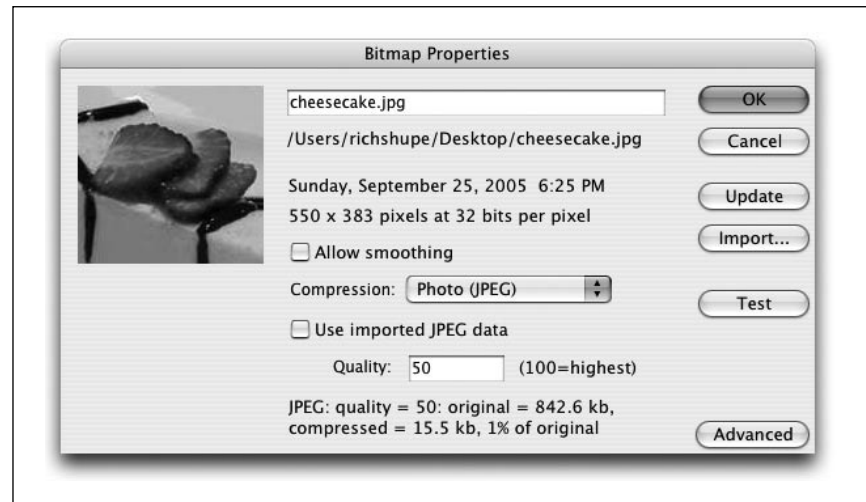 Bitmap Properties
cheesecake.jpg
OK
/Users/richshupe/Desktop/cheesecake.jpg
Cancel
Sunday, September 25, 2005 6:25 PM
Update
550 x 383 pixels at 32 bits per pixel
Import...
Allow smoothing
Compression: Photo (JPEG)
Test
Use imported JPEG data
Quality: 50 (100=highest)
JPEG: quality = 50: original = 842.6 kb,
compressed = 15.5 kb, 1% of original
Advanced